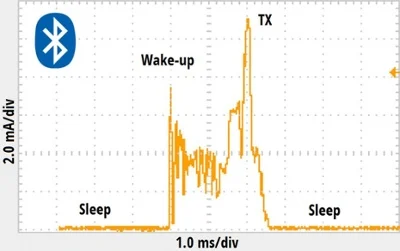 TX
Wake-up
2.0 mA/div
Sleep
Sleep
1.0 ms/div